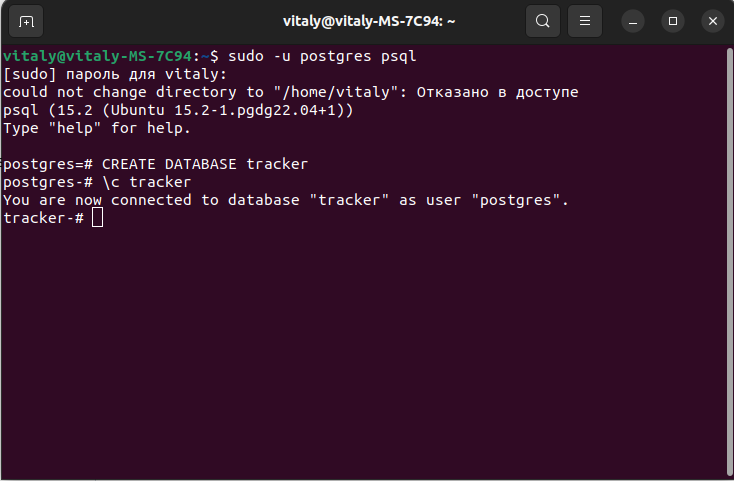 vitaly@vitaly-MS-7C94: ~
vitaly@vitaly-MS-7C94:~$ sudo -u postgres psql
[sudo] пароль для vitaly:
could not change directory to "/home/vitaly": Отказано в доступе
psql (15.2 (Ubuntu 15.2-1.pgdg22.04+1))
Type "help" for help.
postgres=# CREATE DATABASE tracker
postgres-# \c tracker
You are now connected to database "tracker" as user "postgres".
tracker-#